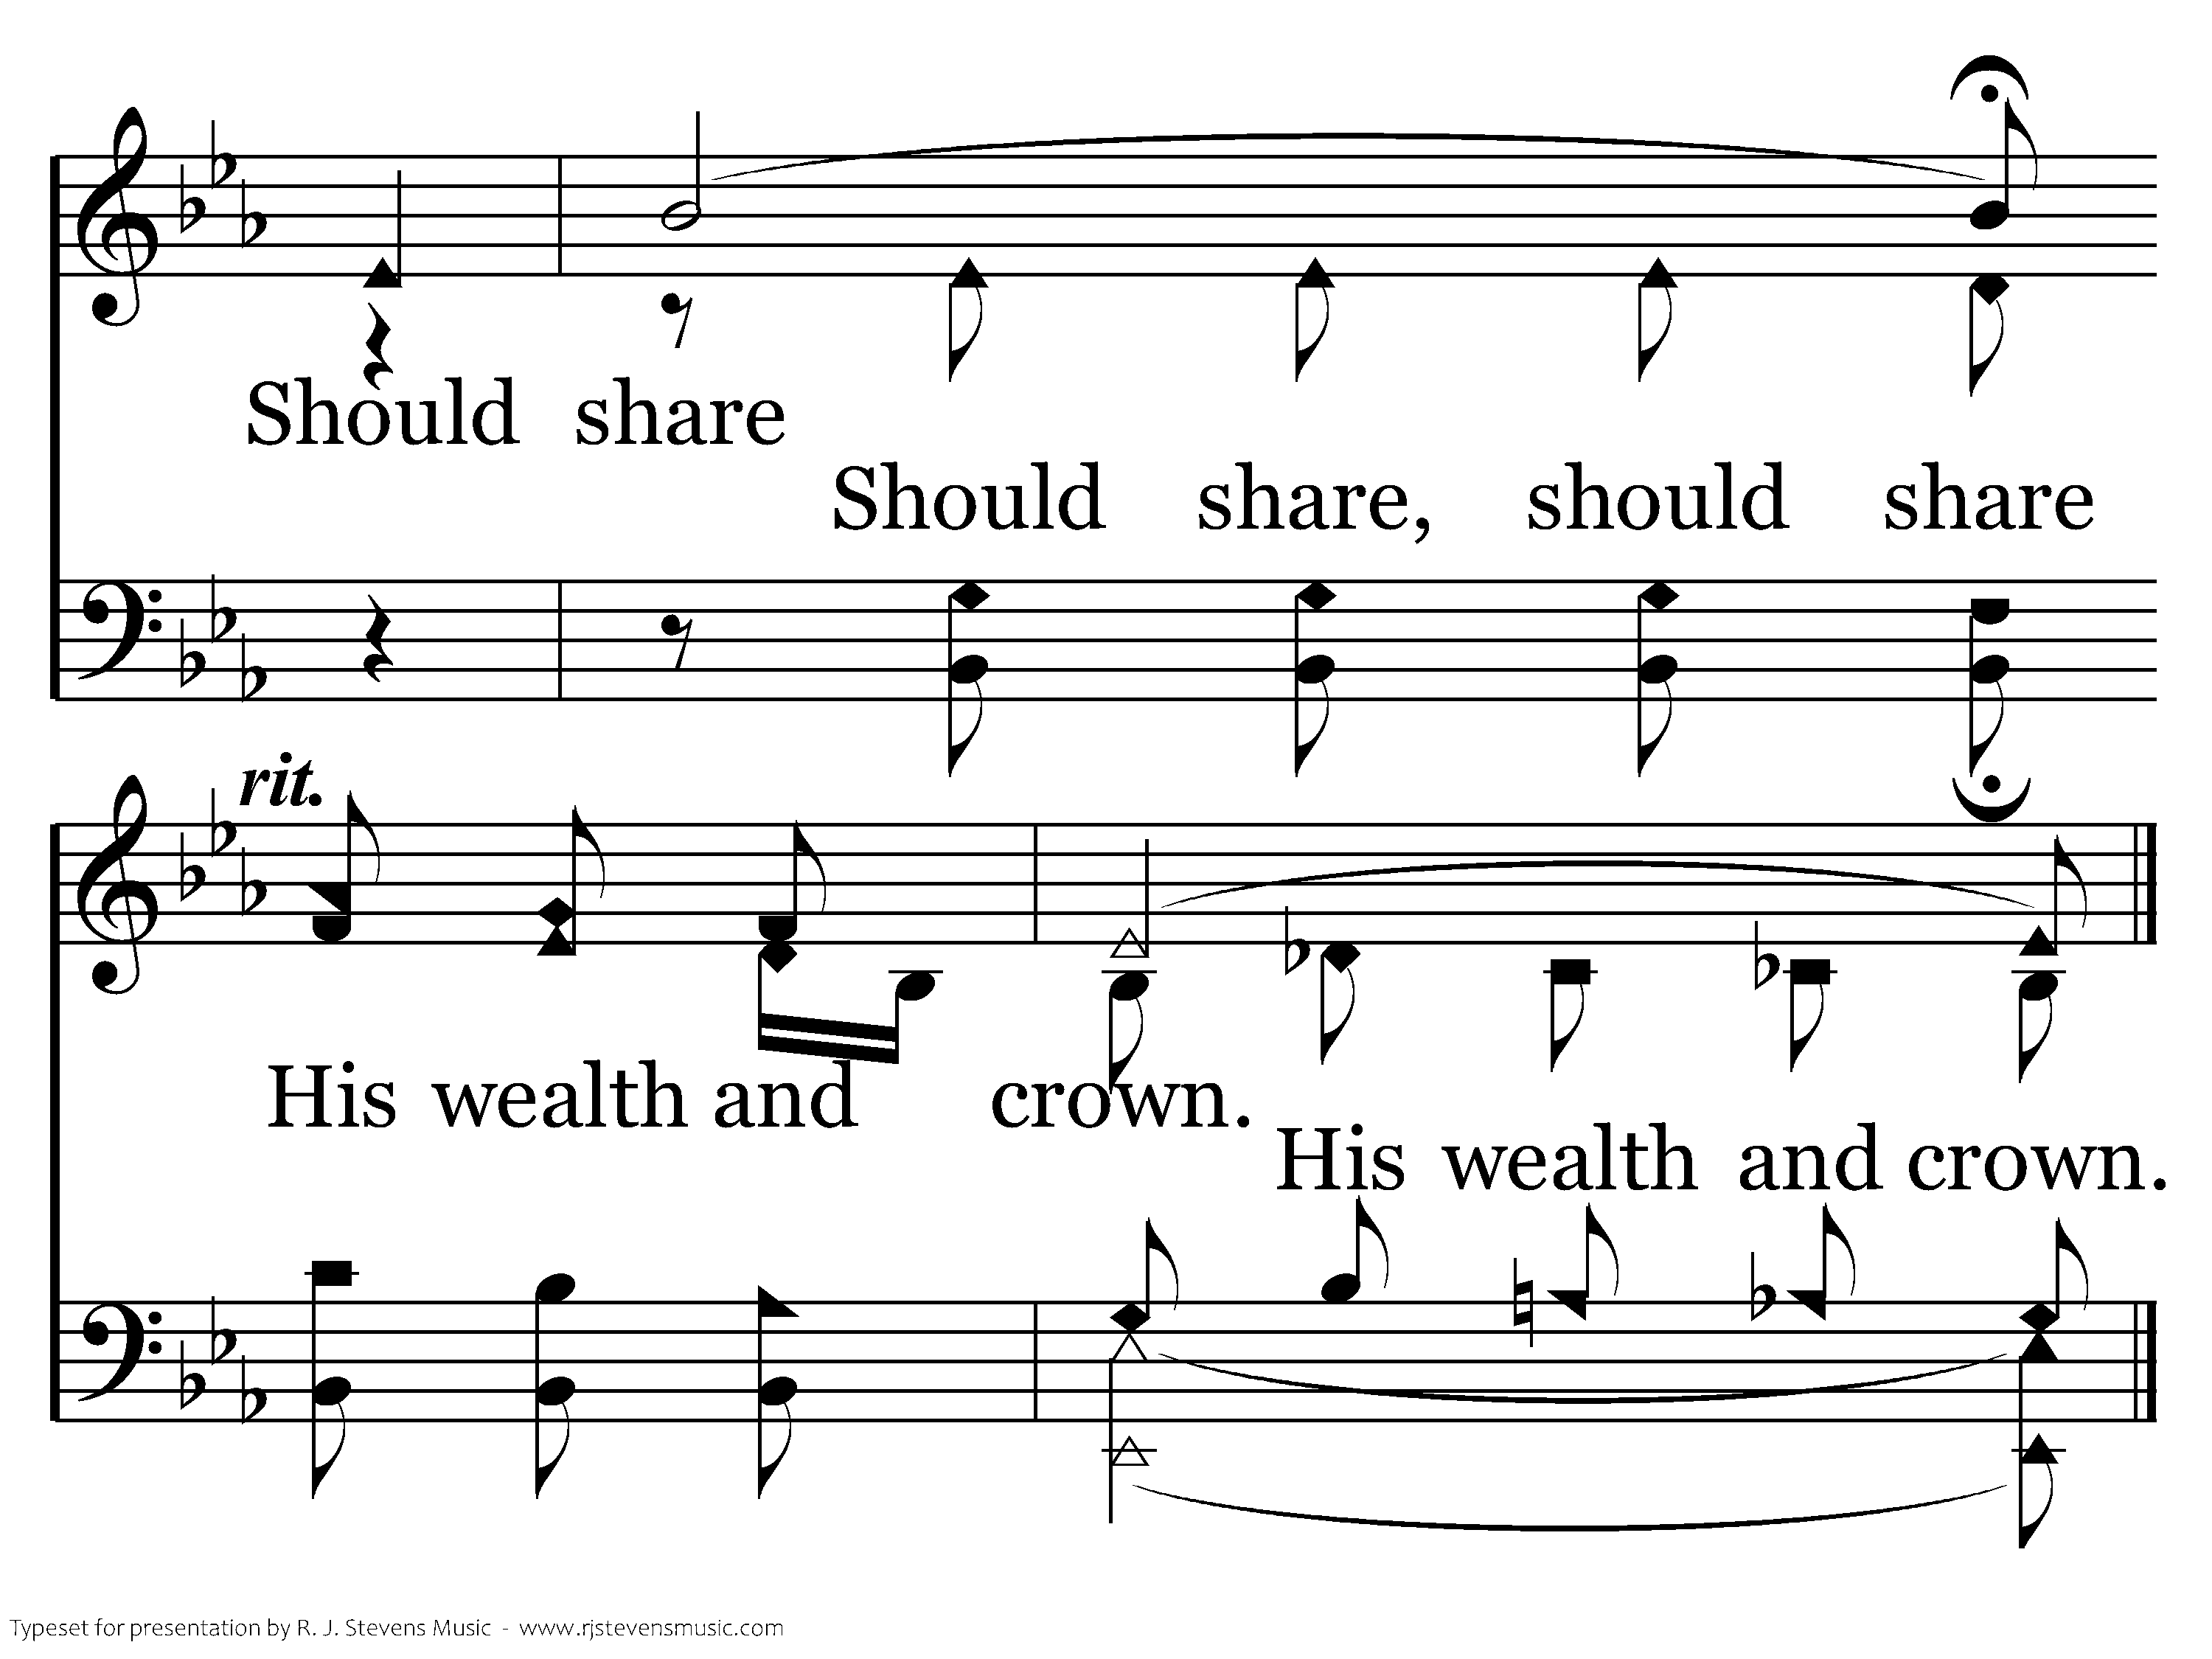 Should share
Should share, should share
rit.
His wealth and crown.
His wealth and crown.
Typeset for presentation by R. J. Stevens Music - www.rjstevensmusic.com